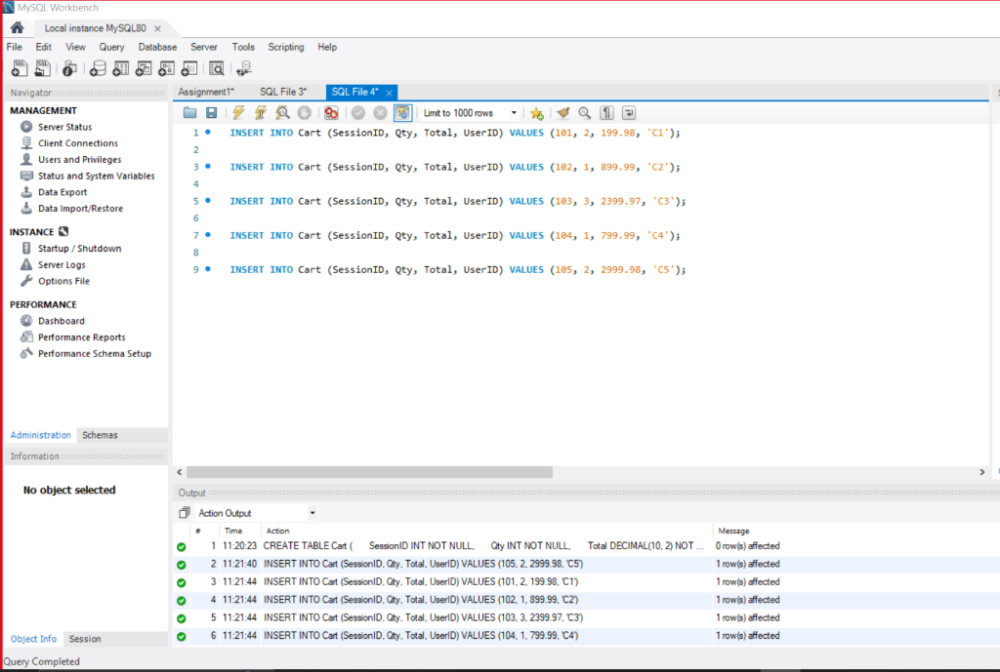 MySQL Workbench
Local instance MySQL80
File Edit View Query Database Server Tools Scripting Help
Navigator
MANAGEMENT
Server Status
Client Connections
Users and Privileges
Status and System Variables
Data Export
Data Import/Restore
INSTANCE
Startup / Shutdown
Server Logs
Options File
PERFORMANCE
Dashboard
Performance Reports
Performance Schema Setup
Administration Schemas
Information
No object selected
Object Info Session
Assignment1* SQL File 3* SQL File 4*
Limit to 1000 rows
1 INSERT INTO Cart (SessionID, Qty, Total, UserID) VALUES (101, 2, 199.98, 'C1');
2
3 INSERT INTO Cart (SessionID, Qty, Total, UserID) VALUES (102, 1, 899.99, 'C2');
4
5 INSERT INTO Cart (SessionID, Qty, Total, UserID) VALUES (103, 3, 2399.97, 'C3');
6
7 INSERT INTO Cart (SessionID, Qty, Total, UserID) VALUES (104, 1, 799.99, 'C4');
8
9 INSERT INTO Cart (SessionID, Qty, Total, UserID) VALUES (105, 2, 2999.98, 'C5');
Output
Action Output
# Time Action Message
1 11:20:23 CREATE TABLE Cart ( SessionID INT NOT NULL, Qty INT NOT NULL, Total DECIMAL(10, 2) NOT ... 0 row(s) affected
2 11:21:40 INSERT INTO Cart (SessionID, Qty, Total, UserID) VALUES (105, 2, 2999.98, 'C5') 1 row(s) affected
3 11:21:44 INSERT INTO Cart (SessionID, Qty, Total, UserID) VALUES (101, 2, 199.98, 'C1') 1 row(s) affected
4 11:21:44 INSERT INTO Cart (SessionID, Qty, Total, UserID) VALUES (102, 1, 899.99, 'C2') 1 row(s) affected
5 11:21:44 INSERT INTO Cart (SessionID, Qty, Total, UserID) VALUES (103, 3, 2399.97, 'C3') 1 row(s) affected
6 11:21:44 INSERT INTO Cart (SessionID, Qty, Total, UserID) VALUES (104, 1, 799.99, 'C4') 1 row(s) affected
Query Completed